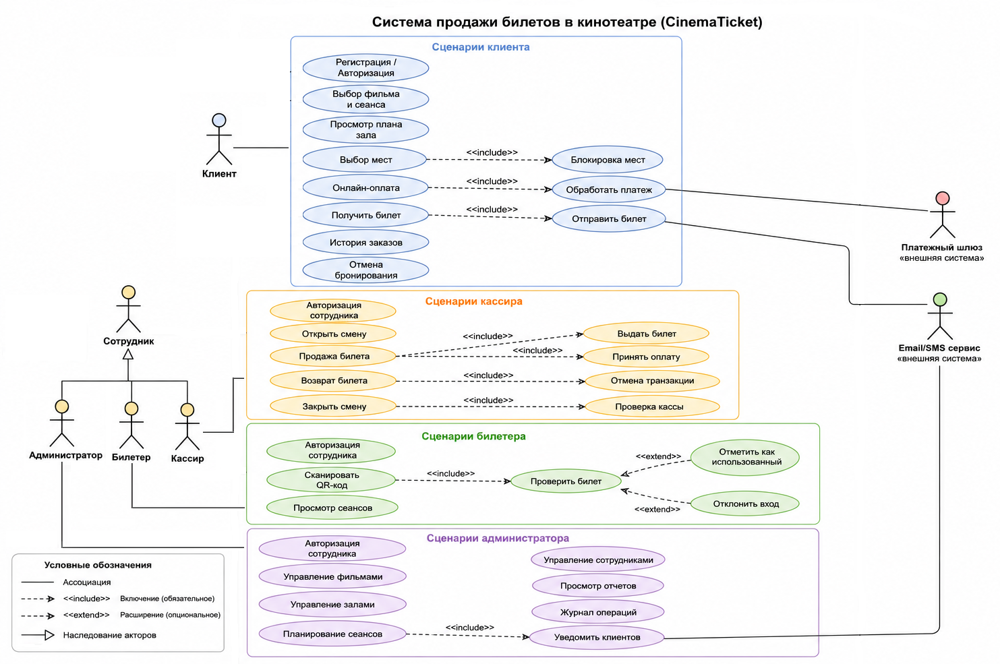 Система продажи билетов в кинотеатре (CinemaTicket)
Сценарии клиента
Регистрация /
Авторизация
Выбор фильма
и сеанса
Просмотр плана
зала
Выбор мест
<<include>>
Блокировка мест
Онлайн-оплата
<<include>>
Обработать платеж
Получить билет
<<include>>
Отправить билет
История заказов
Отмена
бронирования
Клиент
Платежный шлюз
«внешняя система»
Email/SMS сервис
«внешняя система»
Сотрудник
Администратор
Билетер
Кассир
Сценарии кассира
Авторизация
сотрудника
Открыть смену
<<include>>
Выдать билет
Продажа билета
<<include>>
Принять оплату
Возврат билета
<<include>>
Отмена транзакции
Закрыть смену
<<include>>
Проверка кассы
Сценарии билетера
Авторизация
сотрудника
Сканировать
QR-код
<<include>>
Проверить билет
<<extend>>
Отметить как
использованный
<<extend>>
Отклонить вход
Просмотр сеансов
Сценарии администратора
Авторизация
сотрудника
Управление фильмами
Управление залами
Планирование сеансов
<<include>>
Управление сотрудниками
Просмотр отчетов
Журнал операций
Уведомить клиентов
Условные обозначения
Ассоциация
<<include>> Включение (обязательное)
<<extend>> Расширение (опциональное)
Наследование акторов